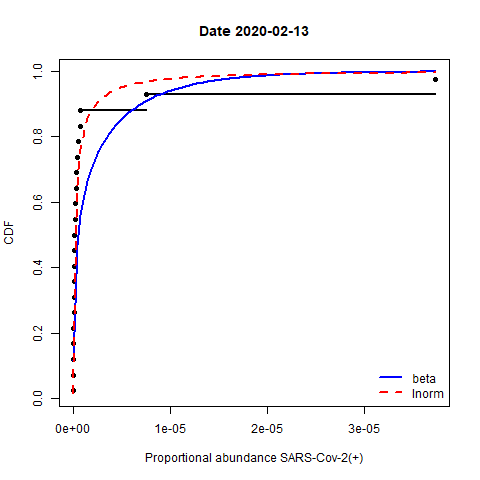 Date 2020-02-13
CDF
1.0
0.8
0.6
0.4
0.2
0.0
beta
lnorm
0e+00 1e-05 2e-05 3e-05
Proportional abundance SARS-Cov-2(+)